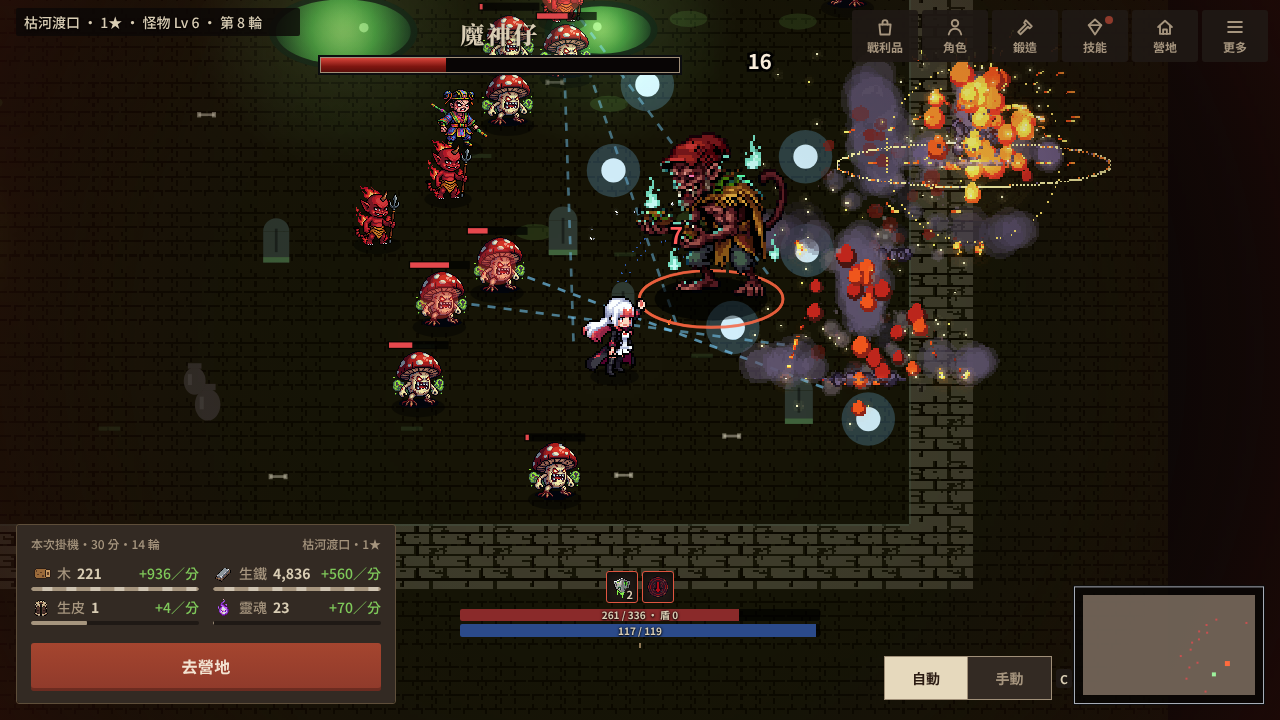 枯河渡口 · 1★ · 怪物 Lv 6 · 第 8 輪
魔神仔
16
戰利品
角色
鍛造
技能
營地
更多
7
本次掛機 · 30 分 · 14 輪
枯河渡口 · 1★
木 221 +936／分
生鐵 4,836 +560／分
生皮 1 +4／分
靈魂 23 +70／分
去營地
2
261 / 336 · 盾 0
117 / 119
自動
手動
C